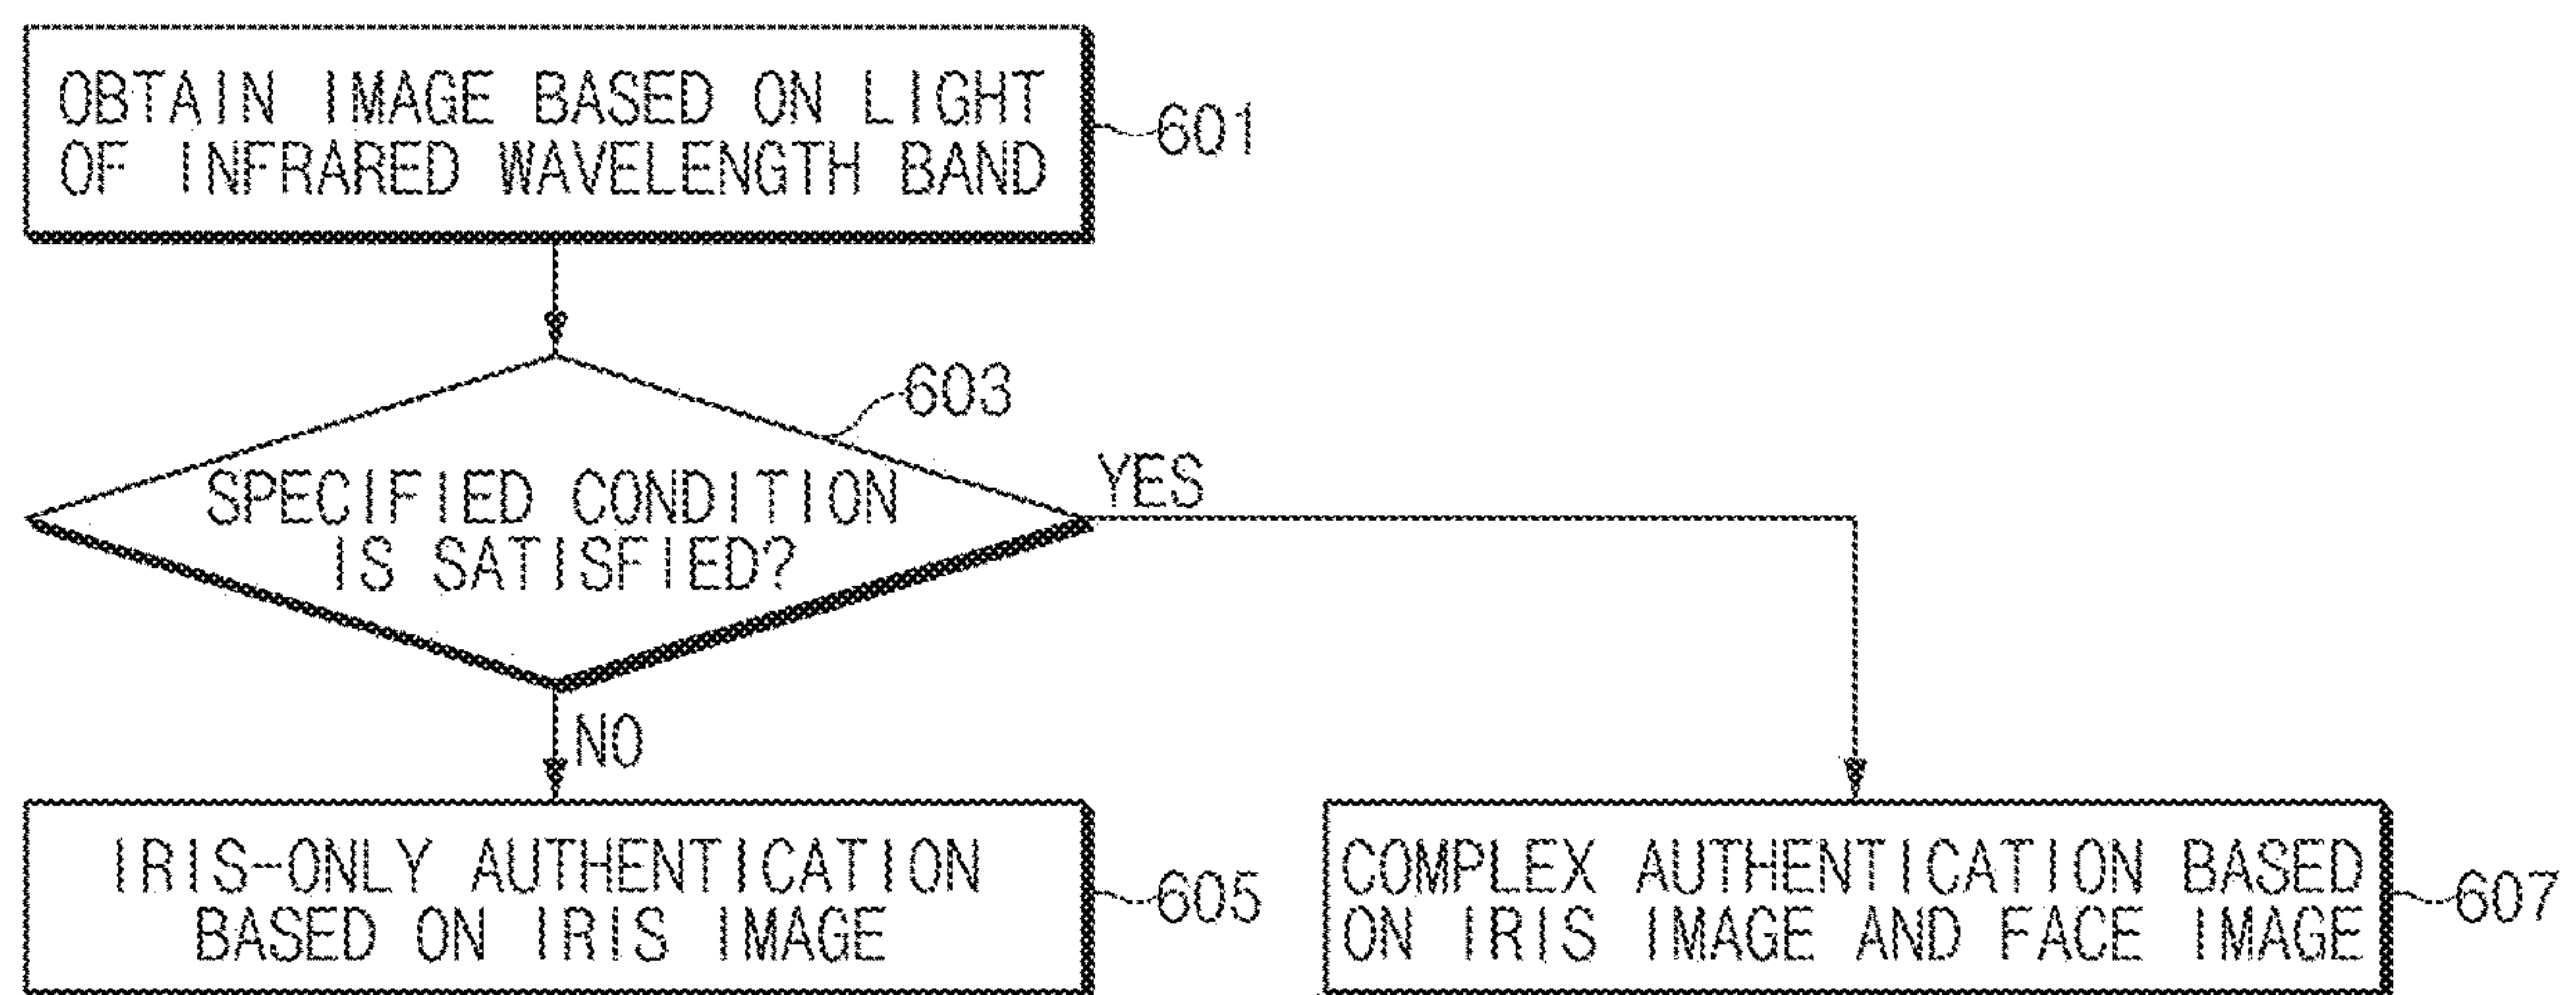 OBTAIN IMAGE BASED ON LIGHT
OF INFRARED WAVELENGTH BAND
601
603
SPECIFIED CONDITION
IS SATISFIED?
YES
NO
IRIS-ONLY AUTHENTICATION
BASED ON IRIS IMAGE
605
COMPLEX AUTHENTICATION BASED
ON IRIS IMAGE AND FACE IMAGE
607